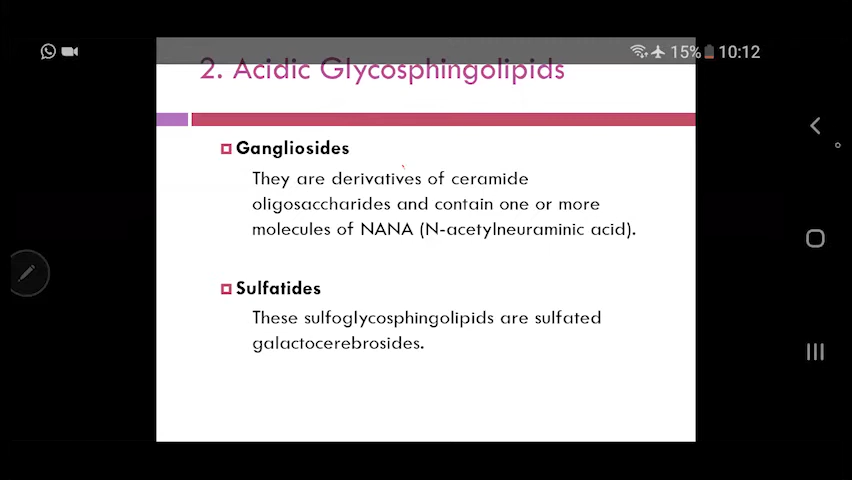 15% 10:12
2. Acidic Glycosphingolipids
Gangliosides
They are derivatives of ceramide
oligosaccharides and contain one or more
molecules of NANA (N-acetylneuraminic acid).
Sulfatides
These sulfoglycosphingolipids are sulfated
galactocerebrosides.